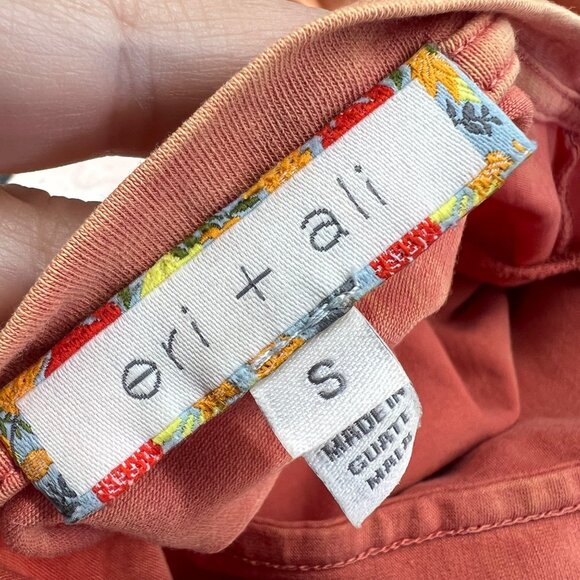 eri + ali
S
MADE IN
GUATE
MALA